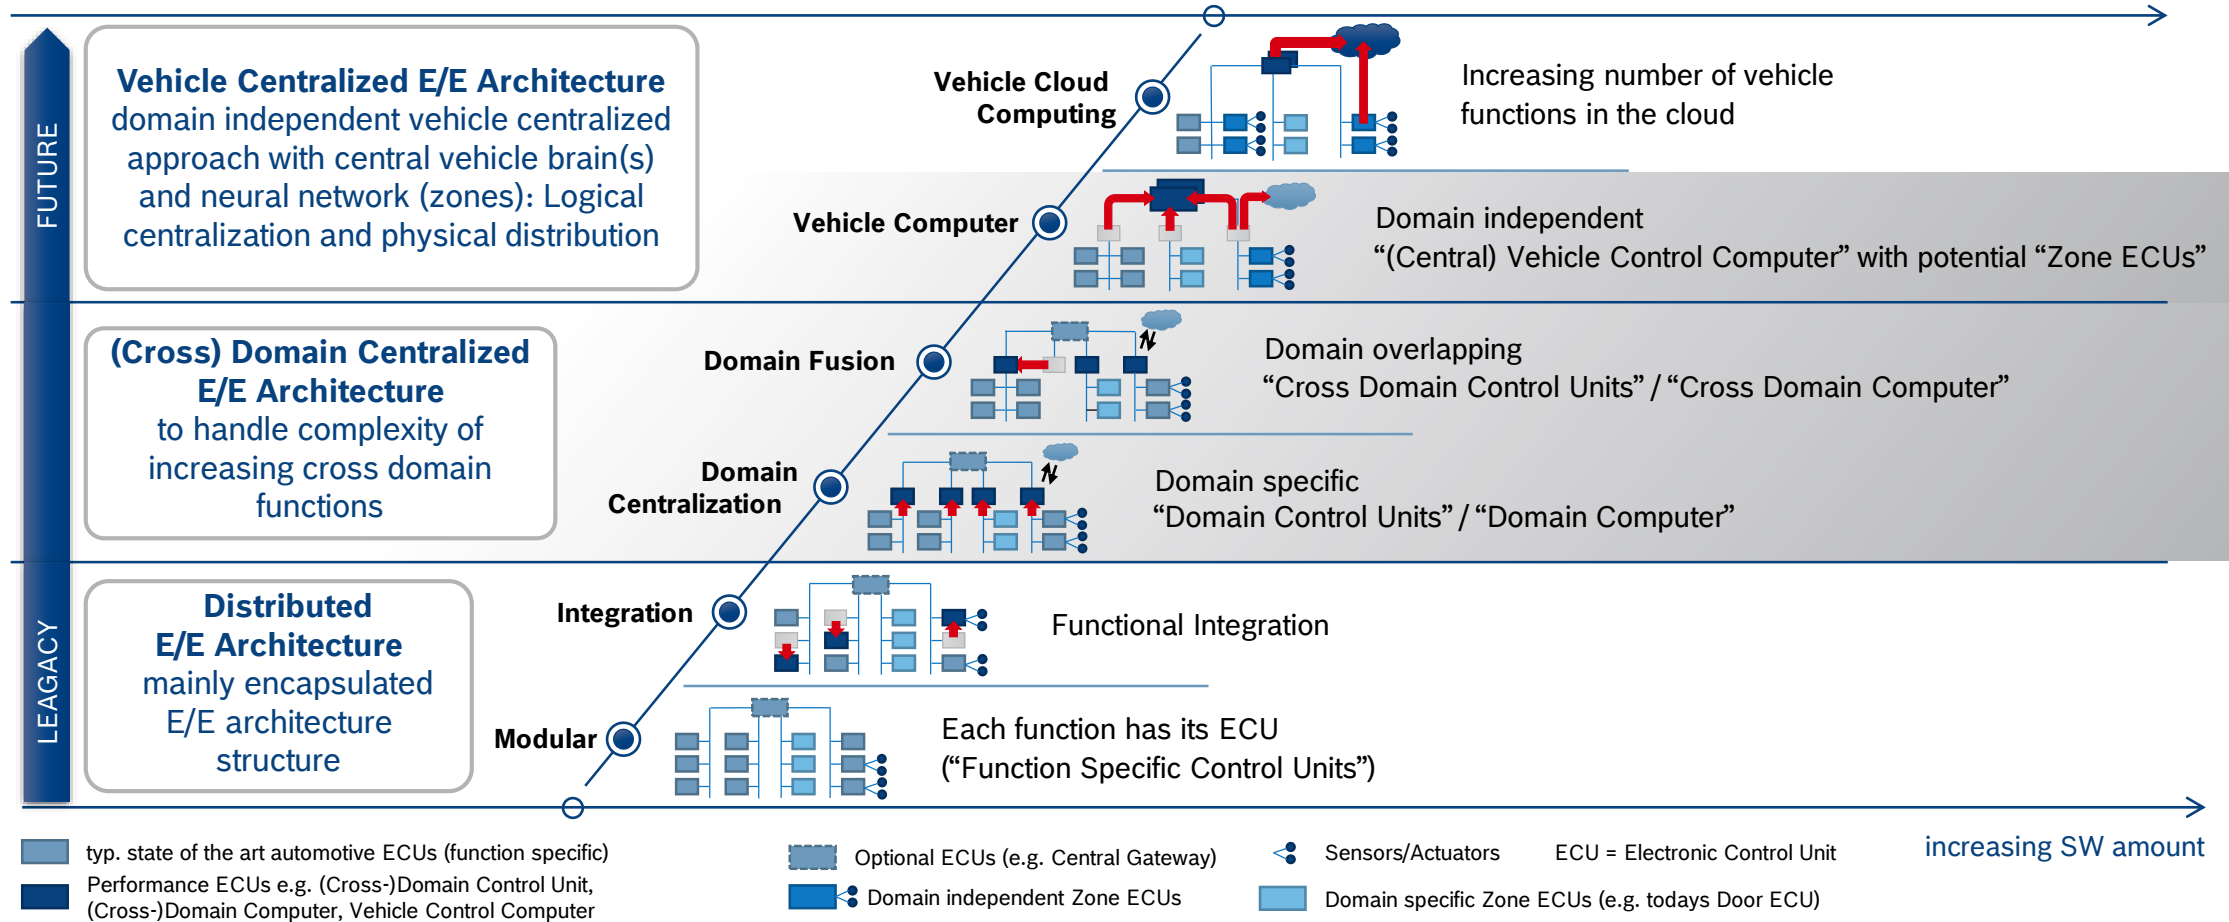 FUTURE
Vehicle Centralized E/E Architecture
domain independent vehicle centralized
approach with central vehicle brain(s)
and neural network (zones): Logical
centralization and physical distribution
Vehicle Cloud
Computing
Increasing number of vehicle
functions in the cloud
Vehicle Computer
Domain independent
“(Central) Vehicle Control Computer” with potential “Zone ECUs”
(Cross) Domain Centralized
E/E Architecture
to handle complexity of
increasing cross domain
functions
Domain Fusion
Domain overlapping
“Cross Domain Control Units” / “Cross Domain Computer”
Domain
Centralization
Domain specific
“Domain Control Units” / “Domain Computer”
LEAGACY
Distributed
E/E Architecture
mainly encapsulated
E/E architecture
structure
Integration
Functional Integration
Modular
Each function has its ECU
(“Function Specific Control Units”)
typ. state of the art automotive ECUs (function specific)
Performance ECUs e.g. (Cross-)Domain Control Unit,
(Cross-)Domain Computer, Vehicle Control Computer
Optional ECUs (e.g. Central Gateway)
Domain independent Zone ECUs
Sensors/Actuators
ECU = Electronic Control Unit
Domain specific Zone ECUs (e.g. todays Door ECU)
increasing SW amount